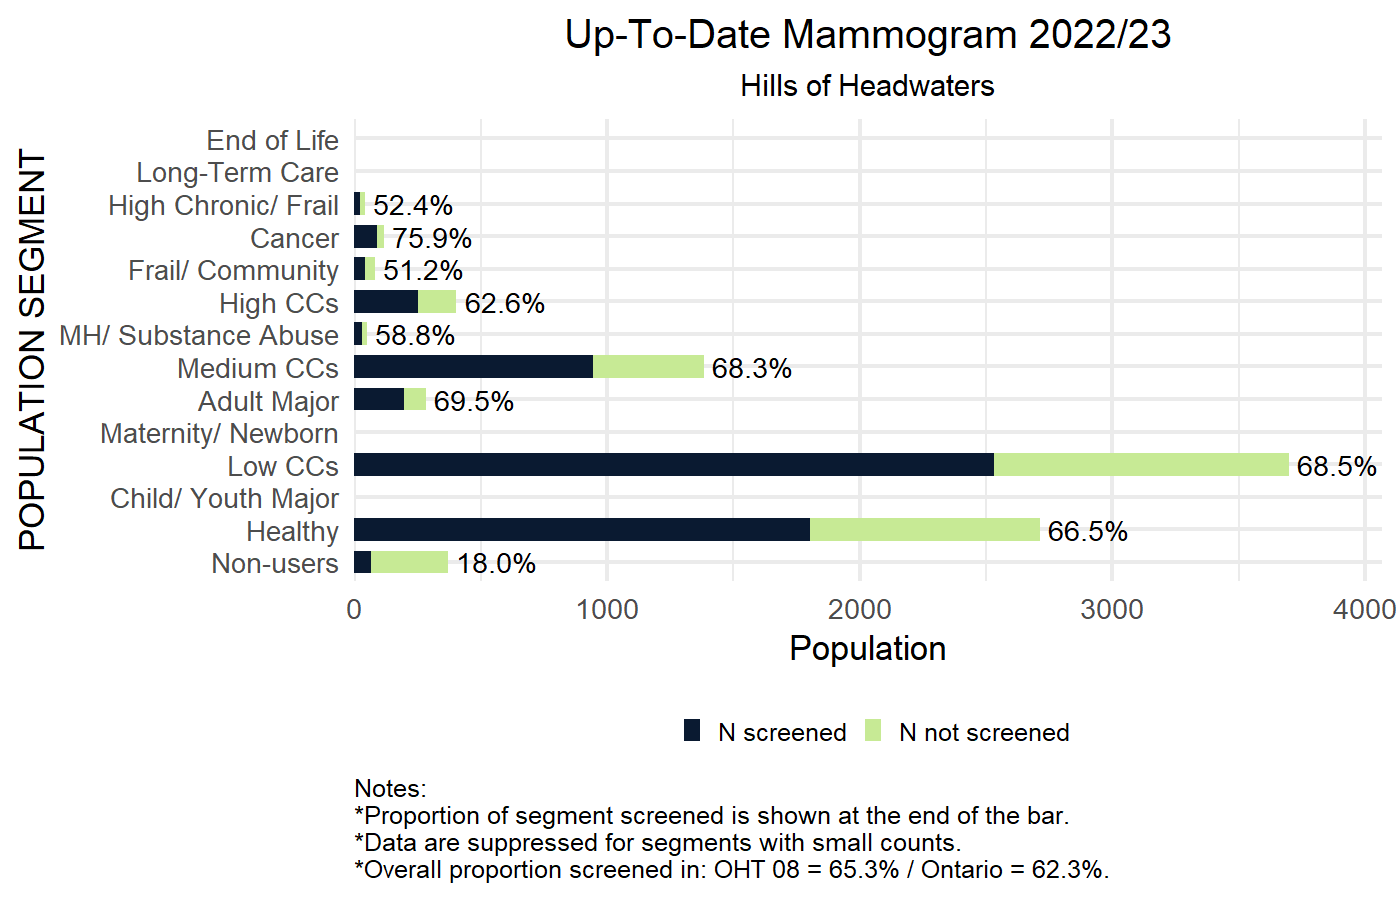 Up-To-Date Mammogram 2022/23
Hills of Headwaters
POPULATION SEGMENT
End of Life
Long-Term Care
High Chronic/ Frail 52.4%
Cancer 75.9%
Frail/ Community 51.2%
High CCs 62.6%
MH/ Substance Abuse 58.8%
Medium CCs 68.3%
Adult Major 69.5%
Maternity/ Newborn
Low CCs 68.5%
Child/ Youth Major
Healthy 66.5%
Non-users 18.0%
0 1000 2000 3000 4000
Population
N screened N not screened
Notes:
*Proportion of segment screened is shown at the end of the bar.
*Data are suppressed for segments with small counts.
*Overall proportion screened in: OHT 08 = 65.3% / Ontario = 62.3%.